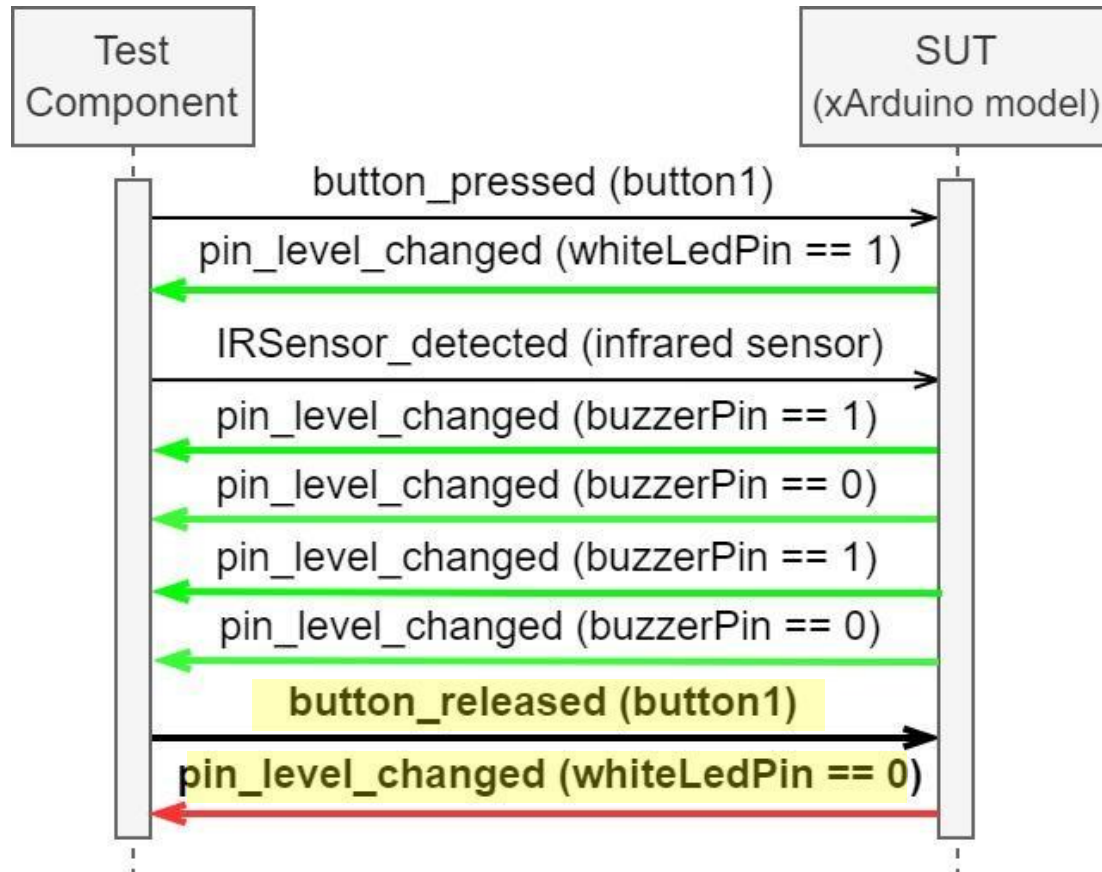 Test
Component
SUT
(xArduino model)
button_pressed (button1)
pin_level_changed (whiteLedPin == 1)
IRSensor_detected (infrared sensor)
pin_level_changed (buzzerPin == 1)
pin_level_changed (buzzerPin == 0)
pin_level_changed (buzzerPin == 1)
pin_level_changed (buzzerPin == 0)
button_released (button1)
pin_level_changed (whiteLedPin == 0)